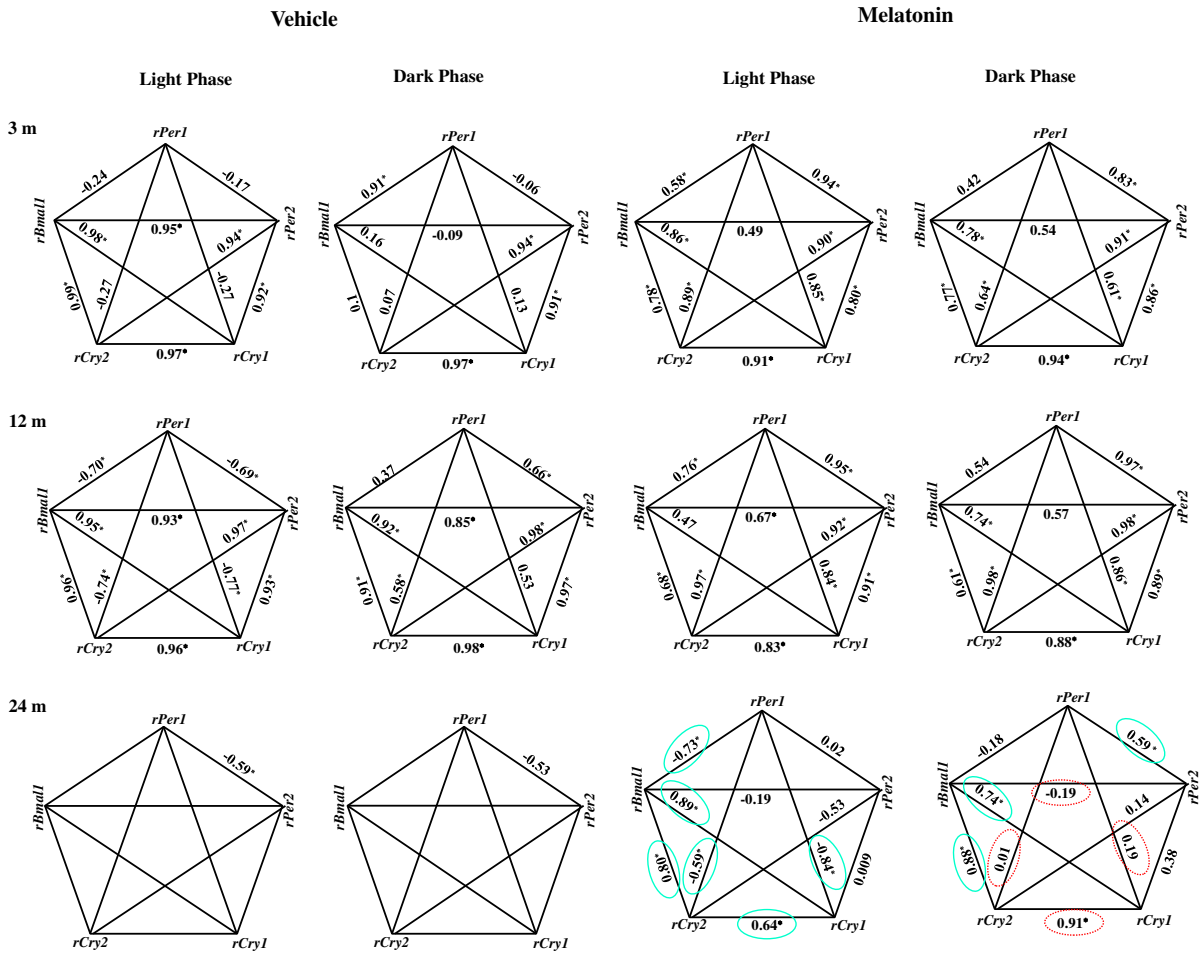 Vehicle Melatonin
Light Phase Dark Phase Light Phase Dark Phase
3 m
rPer1 rPer1 rPer1 rPer1
-0.24 -0.17 0.91* -0.06 0.58* 0.94* 0.42 0.83*
rBmal1 rPer2 rBmal1 rPer2 rBmal1 rPer2 rBmal1 rPer2
0.98* 0.95• 0.94* 0.16 -0.09 0.94* 0.86* 0.49 0.90* 0.78* 0.54 0.91*
0.99* -0.27 -0.27 0.92* 0.1 0.07 0.13 0.91* 0.78* 0.89* 0.85* 0.80* 0.77* 0.64* 0.61* 0.86*
rCry2 rCry1 rCry2 rCry1 rCry2 rCry1 rCry2 rCry1
0.97• 0.97• 0.91• 0.94•
12 m
rPer1 rPer1 rPer1 rPer1
-0.70* -0.69* 0.37 0.66* 0.76* 0.95* 0.54 0.97*
rBmal1 rPer2 rBmal1 rPer2 rBmal1 rPer2 rBmal1 rPer2
0.95* 0.93• 0.97* 0.92* 0.85• 0.98* 0.47 0.67• 0.92* 0.74* 0.57 0.98*
0.96* -0.74* -0.77* 0.93* 0.91* 0.58* 0.53 0.97* 0.68* 0.97* 0.84* 0.91* 0.61* 0.98* 0.86* 0.89*
rCry2 rCry1 rCry2 rCry1 rCry2 rCry1 rCry2 rCry1
0.96• 0.98• 0.83• 0.88•
24 m
rPer1 rPer1 rPer1 rPer1
-0.59* -0.53 -0.73* 0.02 -0.18 0.59*
rBmal1 rPer2 rBmal1 rPer2 rBmal1 rPer2 rBmal1 rPer2
0.89* -0.19 -0.53 0.74* -0.19 0.14
0.80* -0.59* -0.84* 0.009 0.88* 0.01 0.19 0.38
rCry2 rCry1 rCry2 rCry1 rCry2 rCry1 rCry2 rCry1
0.64• 0.91•